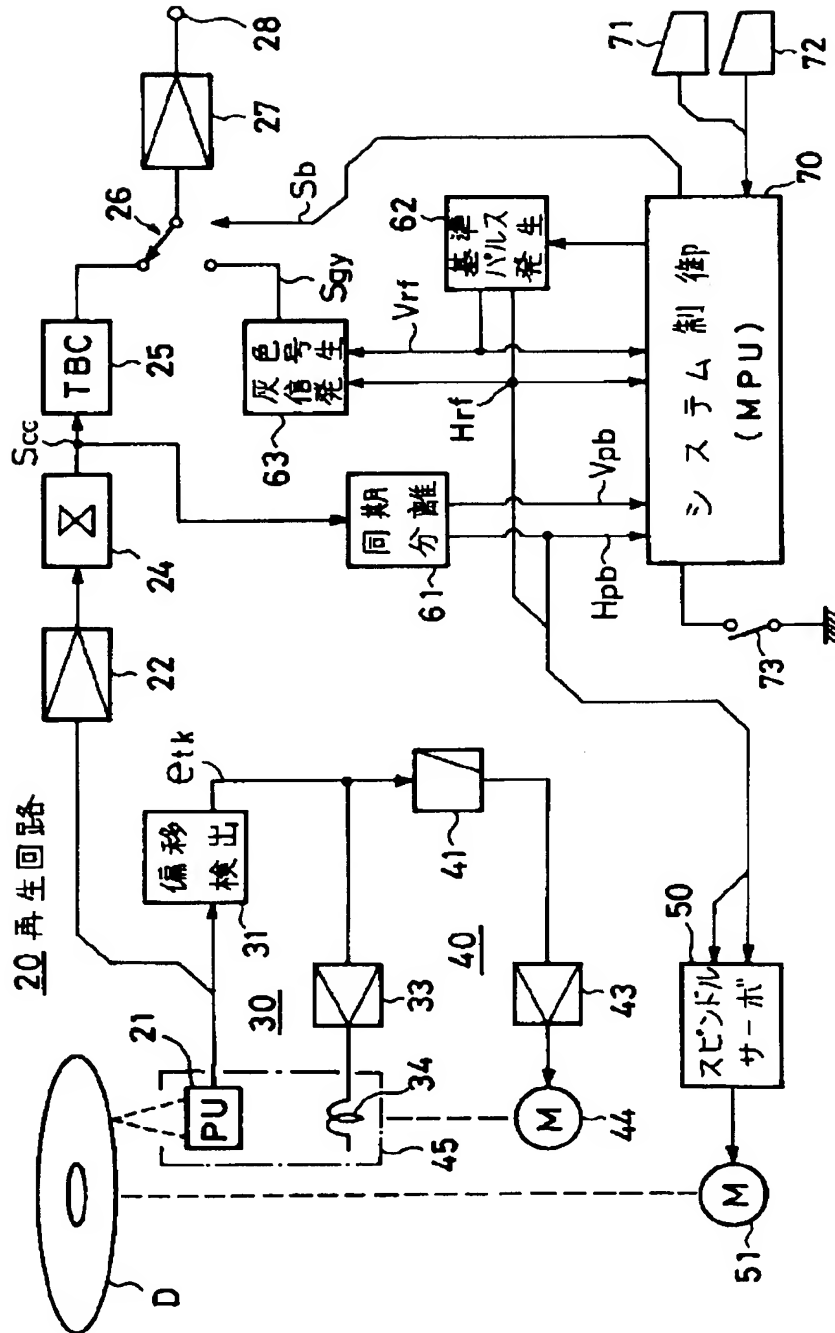 20 再生回路
D
PU
21
22
24
Scc
TBC
25
26
27
28
偏移検出
31
etk
30
33
34
45
40
41
43
M
44
同期分離
61
灰色信号発生
63
Sgy
Sb
基準パルス発生
62
Vrf
Hrf
Vpb
Hpb
システム制御
(MPU)
70
71
72
73
スピンドル
サーボ
50
M
51